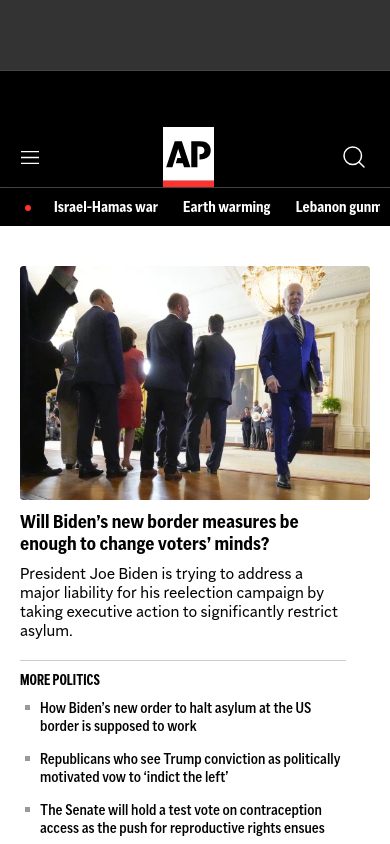 AP
Israel-Hamas war
Earth warming
Lebanon gunm
Will Biden’s new border measures be
enough to change voters’ minds?
President Joe Biden is trying to address a
major liability for his reelection campaign by
taking executive action to significantly restrict
asylum.
MORE POLITICS
How Biden’s new order to halt asylum at the US
border is supposed to work
Republicans who see Trump conviction as politically
motivated vow to ‘indict the left’
The Senate will hold a test vote on contraception
access as the push for reproductive rights ensues